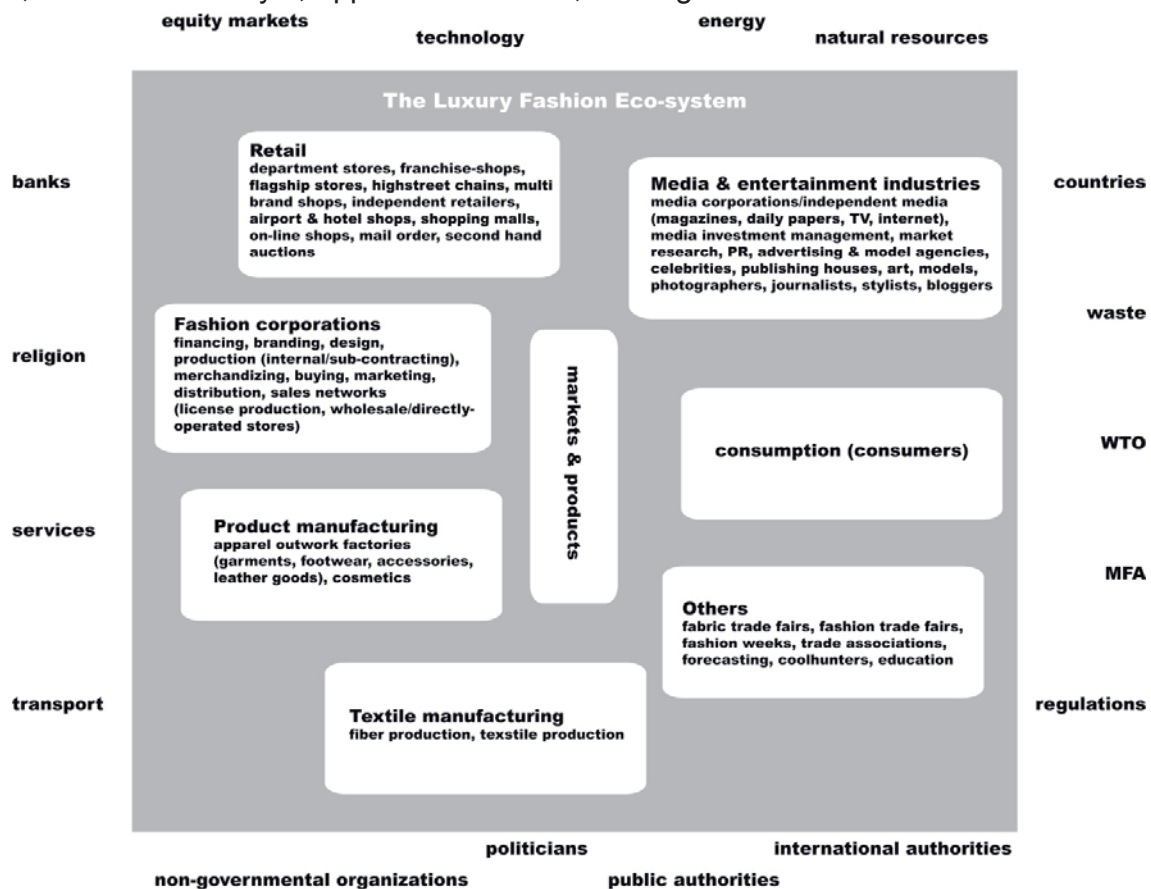 equity markets
energy
technology
natural resources
The Luxury Fashion Eco-system
Retail
department stores, franchise-shops,
flagship stores, highstreet chains, multi
brand shops, independent retailers,
airport & hotel shops, shopping malls,
on-line shops, mail order, second hand
auctions
Media & entertainment industries
media corporations/independent media
(magazines, daily papers, TV, internet),
media investment management, market
research, PR, advertising & model agencies,
celebrities, publishing houses, art, models,
photographers, journalists, stylists, bloggers
banks
countries
waste
Fashion corporations
financing, branding, design,
production (internal/sub-contracting),
merchandizing, buying, marketing,
distribution, sales networks
(license production, wholesale/directly-
operated stores)
religion
markets & products
consumption (consumers)
WTO
services
Product manufacturing
apparel outwork factories
(garments, footwear, accessories,
leather goods), cosmetics
MFA
Others
fabric trade fairs, fashion trade fairs,
fashion weeks, trade associations,
forecasting, coolhunters, education
transport
regulations
Textile manufacturing
fiber production, texstile production
politicians
international authorities
non-governmental organizations
public authorities